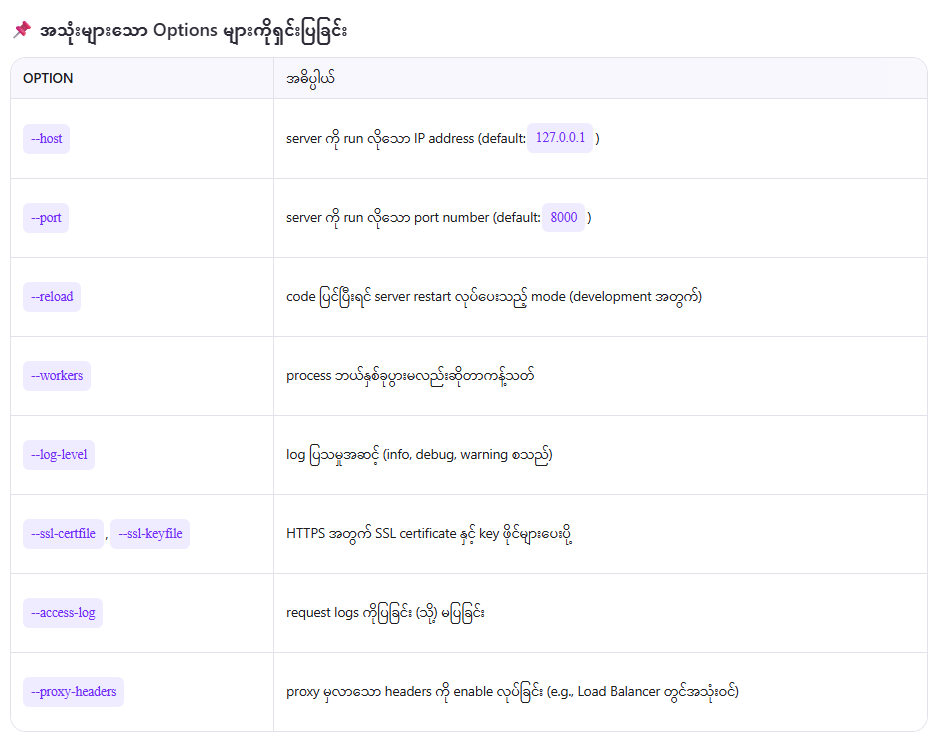 📌 အသုံးများသော Options များကိုရှင်းပြခြင်း
OPTION အဓိပ္ပါယ်
--host server ကို run လိုသော IP address (default: 127.0.0.1 )
--port server ကို run လိုသော port number (default: 8000 )
--reload code ပြင်ပြီးရင် server restart လုပ်ပေးသည့် mode (development အတွက်)
--workers process ဘယ်နှစ်ခုပွားမလည်းဆိုတာကန့်သတ်
--log-level log ပြသမှုအဆင့် (info, debug, warning စသည်)
--ssl-certfile , --ssl-keyfile HTTPS အတွက် SSL certificate နှင့် key ဖိုင်များပေးပို့
--access-log request logs ကိုပြခြင်း (သို့) မပြခြင်း
--proxy-headers proxy မှလာသော headers ကို enable လုပ်ခြင်း (e.g., Load Balancer တွင်အသုံးဝင်)